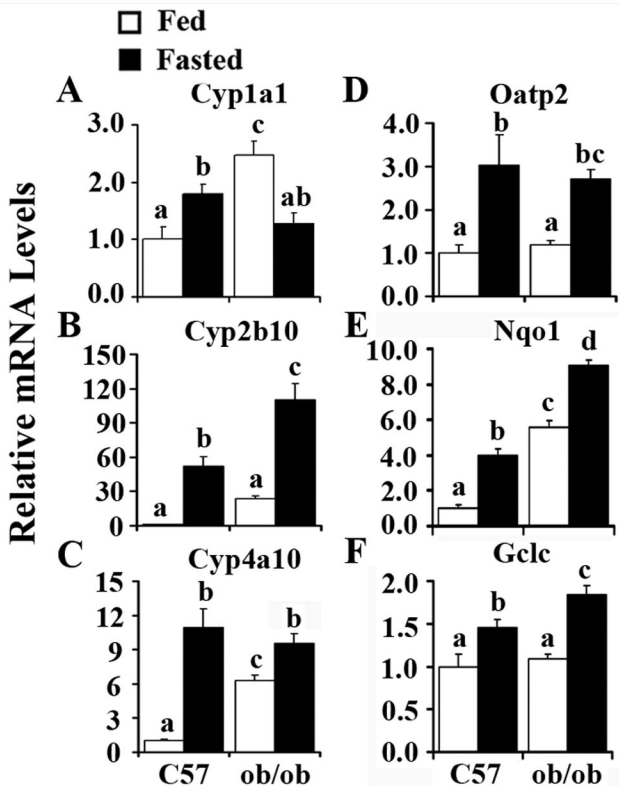 Fed
Fasted
Relative mRNA Levels
A
Cyp1a1
3.0
2.0
1.0
0.0
a
b
c
ab
B
Cyp2b10
150
120
90
60
30
0
a
b
a
c
C
Cyp4a10
15
12
9
6
3
0
a
b
c
b
C57 ob/ob
D
Oatp2
4.0
3.0
2.0
1.0
0.0
a
b
a
bc
E
Nqo1
10.0
8.0
6.0
4.0
2.0
0.0
a
b
c
d
F
Gclc
2.0
1.5
1.0
0.5
0.0
a
b
a
c
C57 ob/ob